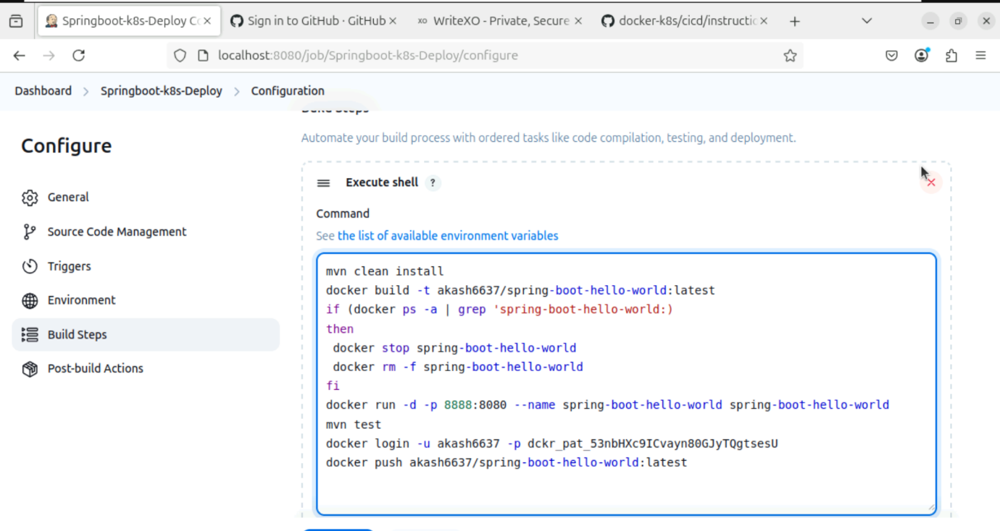 Springboot-k8s-Deploy Co
Sign in to GitHub · GitHub
XO WriteXO - Private, Secure
docker-k8s/cicd/instructic
localhost:8080/job/Springboot-k8s-Deploy/configure
Dashboard > Springboot-k8s-Deploy > Configuration
Build Steps
Configure
Automate your build process with ordered tasks like code compilation, testing, and deployment.
General
Source Code Management
Triggers
Environment
Build Steps
Post-build Actions
Execute shell ?
Command
See the list of available environment variables
mvn clean install
docker build -t akash6637/spring-boot-hello-world:latest
if (docker ps -a | grep 'spring-boot-hello-world:)
then
docker stop spring-boot-hello-world
docker rm -f spring-boot-hello-world
fi
docker run -d -p 8888:8080 --name spring-boot-hello-world spring-boot-hello-world
mvn test
docker login -u akash6637 -p dckr_pat_53nbHXc9ICvayn80GJyTQgtsesU
docker push akash6637/spring-boot-hello-world:latest